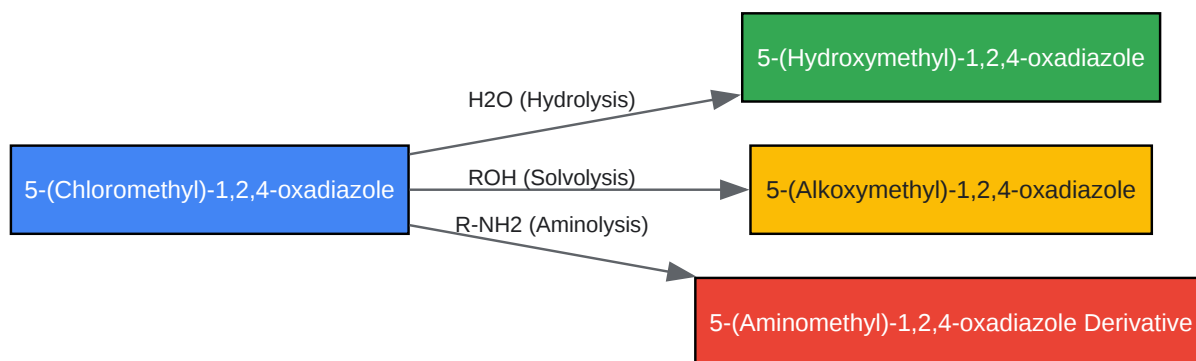 5-(Hydroxymethyl)-1,2,4-oxadiazole
H2O (Hydrolysis)
5-(Chloromethyl)-1,2,4-oxadiazole
ROH (Solvolysis)
5-(Alkoxymethyl)-1,2,4-oxadiazole
R-NH2 (Aminolysis)
5-(Aminomethyl)-1,2,4-oxadiazole Derivative